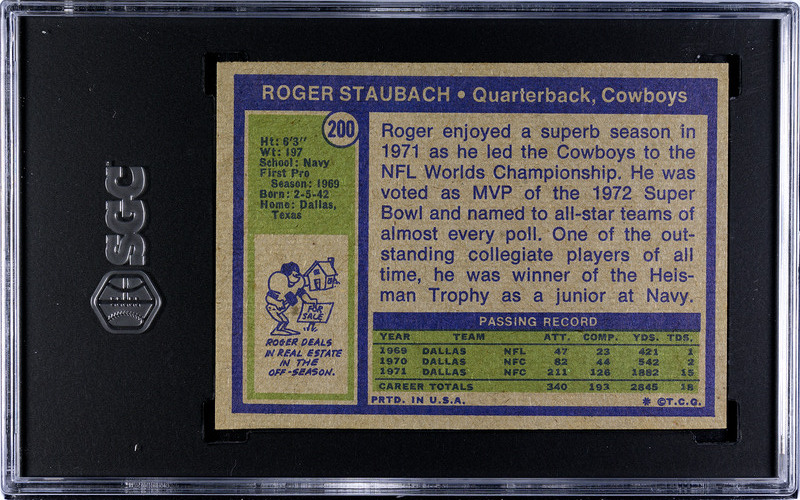 SGC
ROGER STAUBACH • Quarterback, Cowboys
200
Ht: 6'3"
Wt: 197
School: Navy
First Pro
Season: 1969
Born: 2-5-42
Home: Dallas,
Texas
FOR
SALE
ROGER DEALS
IN REAL ESTATE
IN THE
OFF-SEASON.
Roger enjoyed a superb season in
1971 as he led the Cowboys to the
NFL Worlds Championship. He was
voted as MVP of the 1972 Super
Bowl and named to all-star teams of
almost every poll. One of the out-
standing collegiate players of all
time, he was winner of the Heis-
man Trophy as a junior at Navy.
PASSING RECORD
YEAR TEAM ATT. COMP. YDS. TDS.
1969 DALLAS NFL 47 23 421 1
1970 DALLAS NFC 82 44 542 2
1971 DALLAS NFC 211 126 1882 15
CAREER TOTALS 340 193 2845 18
PRTD. IN U.S.A. * ©T.C.G.